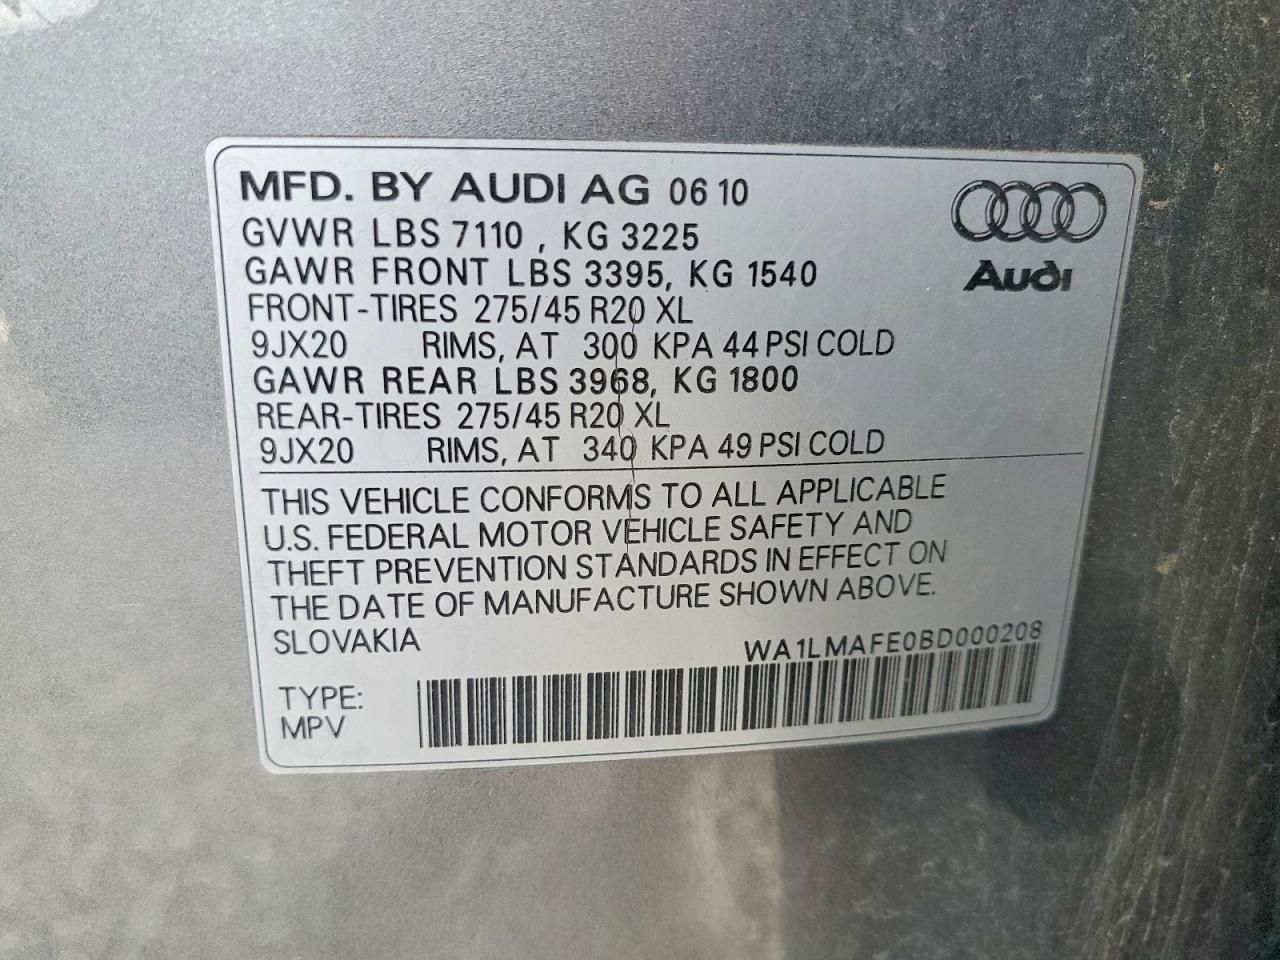 MFD. BY AUDI AG 06 10
GVWR LBS 7110 , KG 3225
GAWR FRONT LBS 3395, KG 1540
FRONT-TIRES 275/45 R20 XL
9JX20 RIMS, AT 300 KPA 44 PSI COLD
GAWR REAR LBS 3968, KG 1800
REAR-TIRES 275/45 R20 XL
9JX20 RIMS, AT 340 KPA 49 PSI COLD
Audi
THIS VEHICLE CONFORMS TO ALL APPLICABLE
U.S. FEDERAL MOTOR VEHICLE SAFETY AND
THEFT PREVENTION STANDARDS IN EFFECT ON
THE DATE OF MANUFACTURE SHOWN ABOVE.
SLOVAKIA
WA1LMAFE0BD000208
TYPE:
MPV